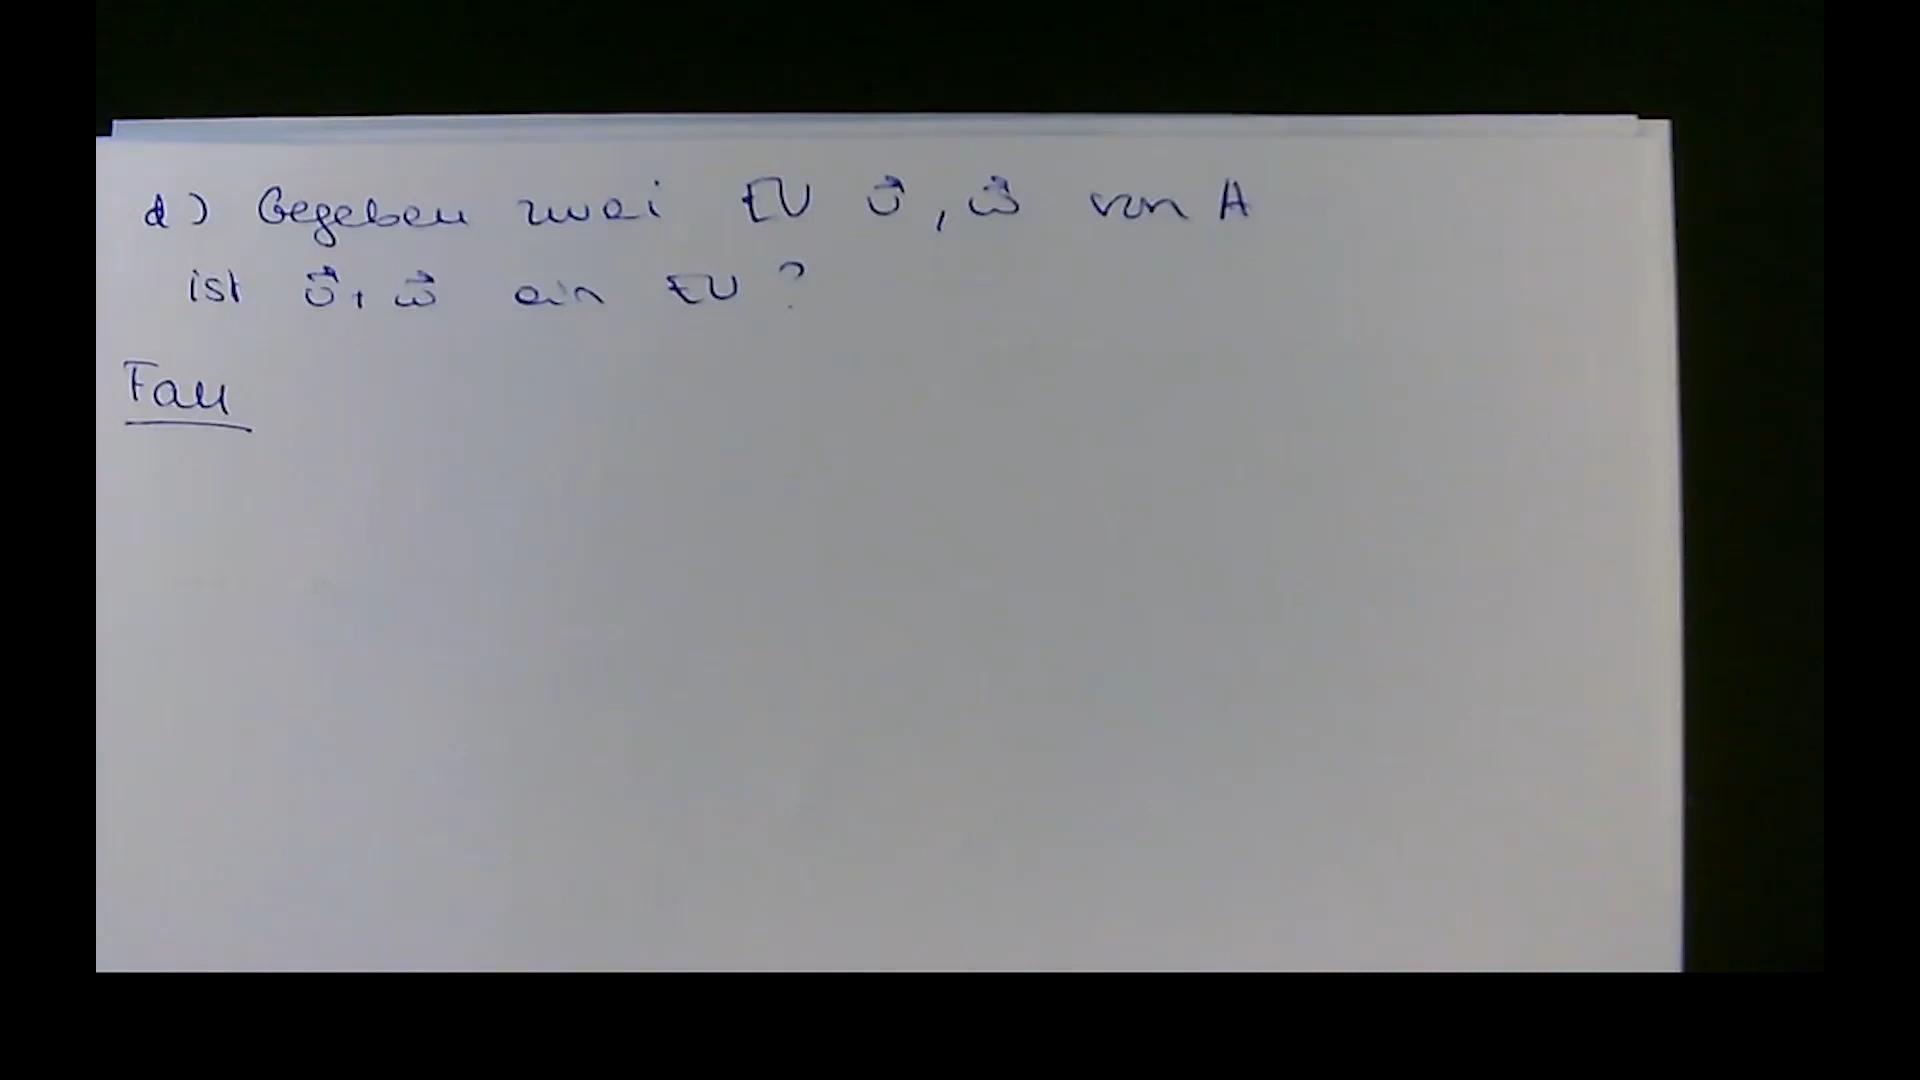 d) Gegeben zwei EV v⃗, w⃗ von A
ist v⃗+w⃗ ein EV?
Fall